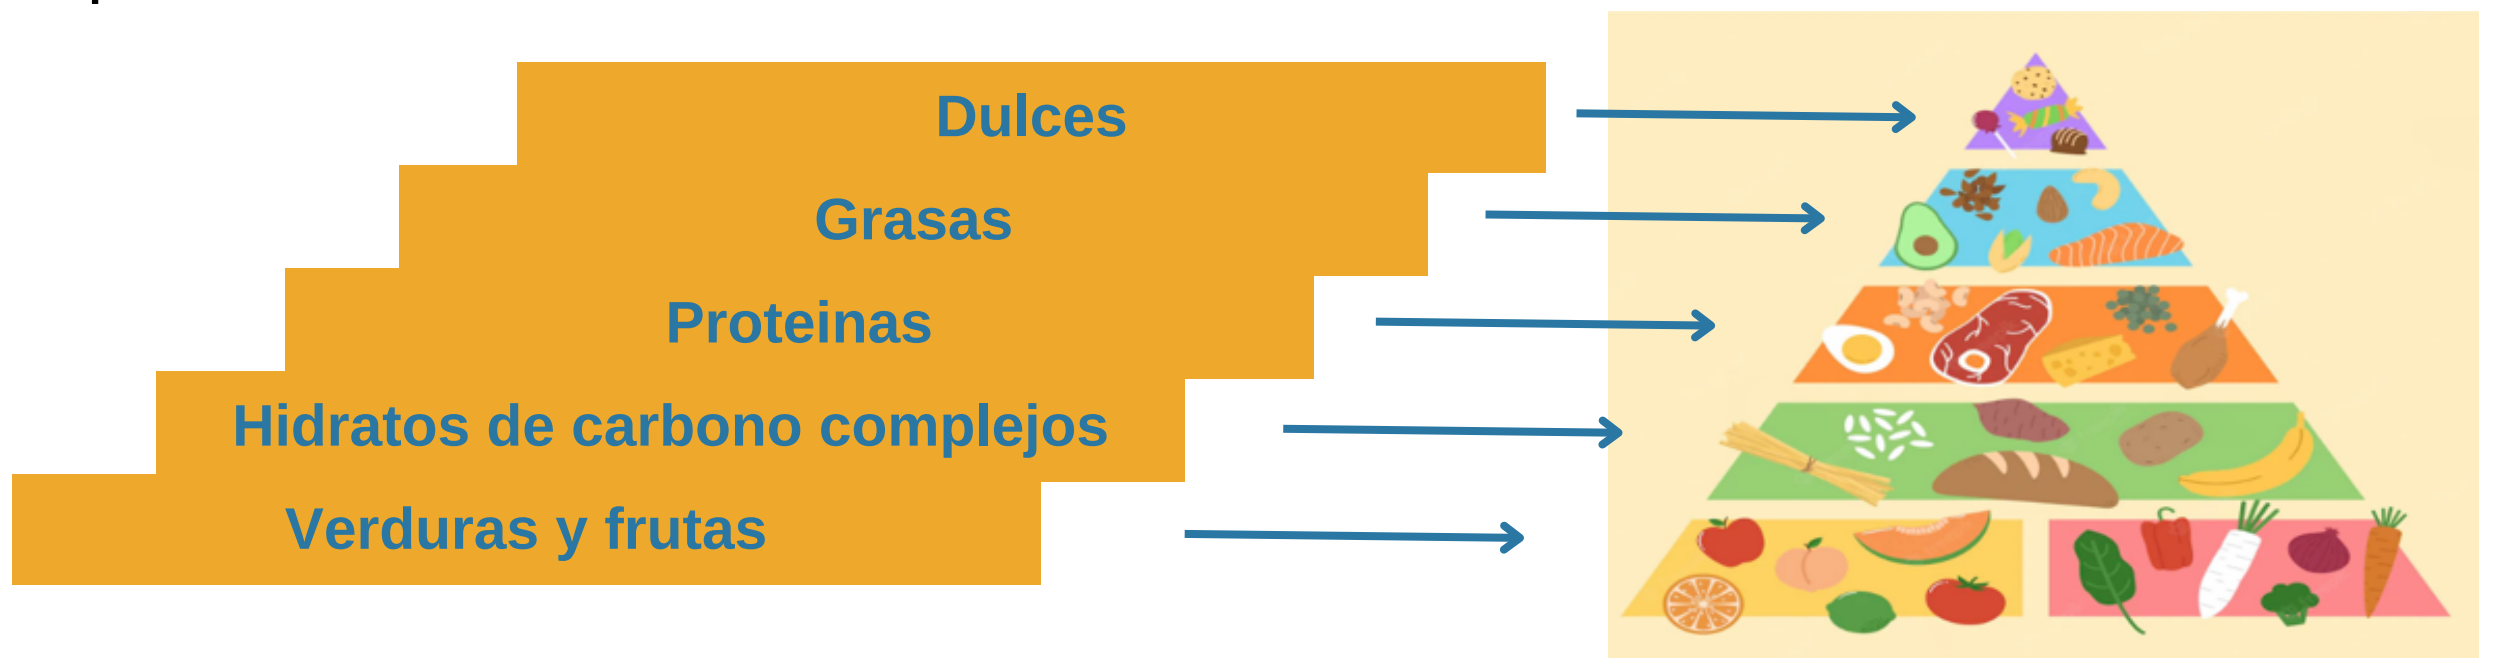 Dulces
Grasas
Proteinas
Hidratos de carbono complejos
Verduras y frutas